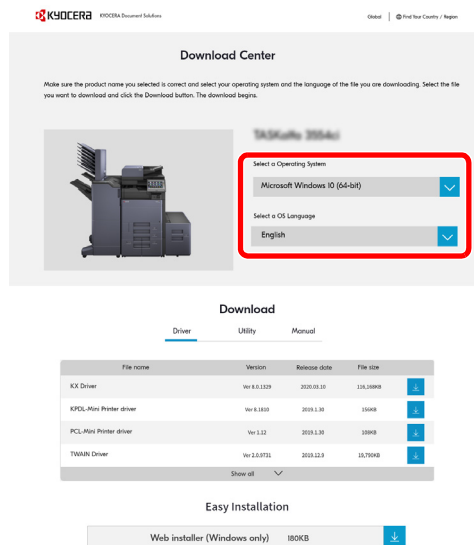 KYOCERA KYOCERA Document Solutions Global Find Your Country / Region
Download Center
Make sure the product name you selected is correct and select your operating system and the language of the file you are downloading. Select the file
you want to download and click the Download button. The download begins.
Select a Operating System
Microsoft Windows 10 (64-bit)
Select a OS Language
English
Download
Driver Utility Manual
File name Version Release date File size
KX Driver Ver 8.0.1329 2020.03.10 116,168KB
KPDL-Mini Printer driver Ver 8.1810 2019.1.30 156KB
PCL-Mini Printer driver Ver 1.12 2019.1.30 108KB
TWAIN Driver Ver 2.0.9731 2019.12.9 19,790KB
Show all
Easy Installation
Web installer (Windows only) 180KB